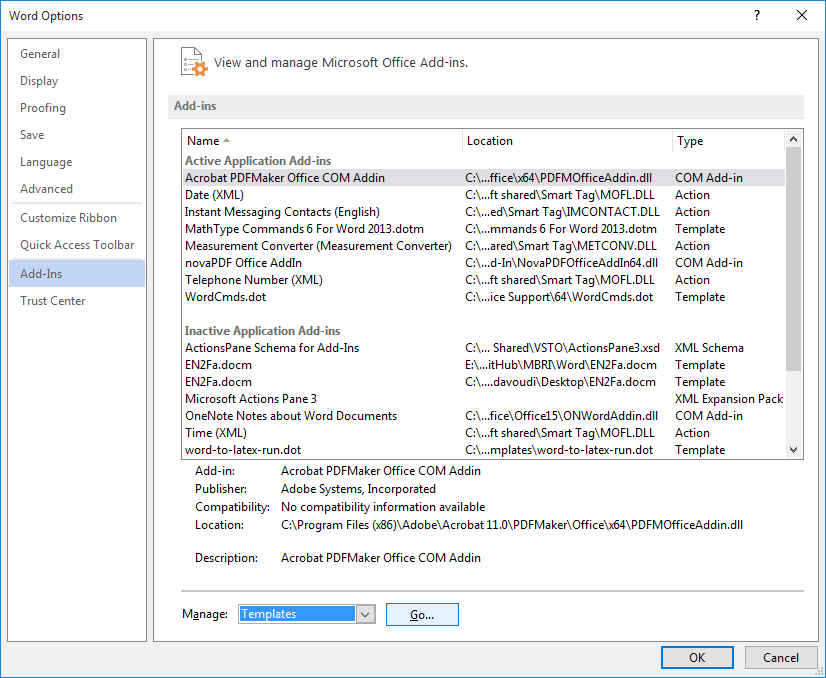 Word Options
General
Display
Proofing
Save
Language
Advanced
Customize Ribbon
Quick Access Toolbar
Add-Ins
Trust Center
View and manage Microsoft Office Add-ins.
Add-ins
Name Location Type
Active Application Add-ins
Acrobat PDFMaker Office COM Addin C:\...ffice\x64\PDFMOfficeAddin.dll COM Add-in
Date (XML) C:\...ft shared\Smart Tag\MOFL.DLL Action
Instant Messaging Contacts (English) C:\...ed\Smart Tag\IMCONTACT.DLL Action
MathType Commands 6 For Word 2013.dotm C:\...mmands 6 For Word 2013.dotm Template
Measurement Converter (Measurement Converter) C:\...ared\Smart Tag\METCONV.DLL Action
novaPDF Office AddIn C:\...d-In\NovaPDFOfficeAddIn64.dll COM Add-in
Telephone Number (XML) C:\...ft shared\Smart Tag\MOFL.DLL Action
WordCmds.dot C:\...ice Support\64\WordCmds.dot Template
Inactive Application Add-ins
ActionsPane Schema for Add-Ins C:\... Shared\VSTO\ActionsPane3.xsd XML Schema
EN2Fa.docm E:\...itHub\MBRI\Word\EN2Fa.docm Template
EN2Fa.docm C:\....davoudi\Desktop\EN2Fa.docm Template
Microsoft Actions Pane 3 XML Expansion Pack
OneNote Notes about Word Documents C:\...fice\Office15\ONWordAddin.dll COM Add-in
Time (XML) C:\...ft shared\Smart Tag\MOFL.DLL Action
word-to-latex-run.dot C:\...mplates\word-to-latex-run.dot Template
Add-in: Acrobat PDFMaker Office COM Addin
Publisher: Adobe Systems, Incorporated
Compatibility: No compatibility information available
Location: C:\Program Files (x86)\Adobe\Acrobat 11.0\PDFMaker\Office\x64\PDFMOfficeAddin.dll
Description: Acrobat PDFMaker Office COM Addin
Manage: Templates Go...
OK Cancel